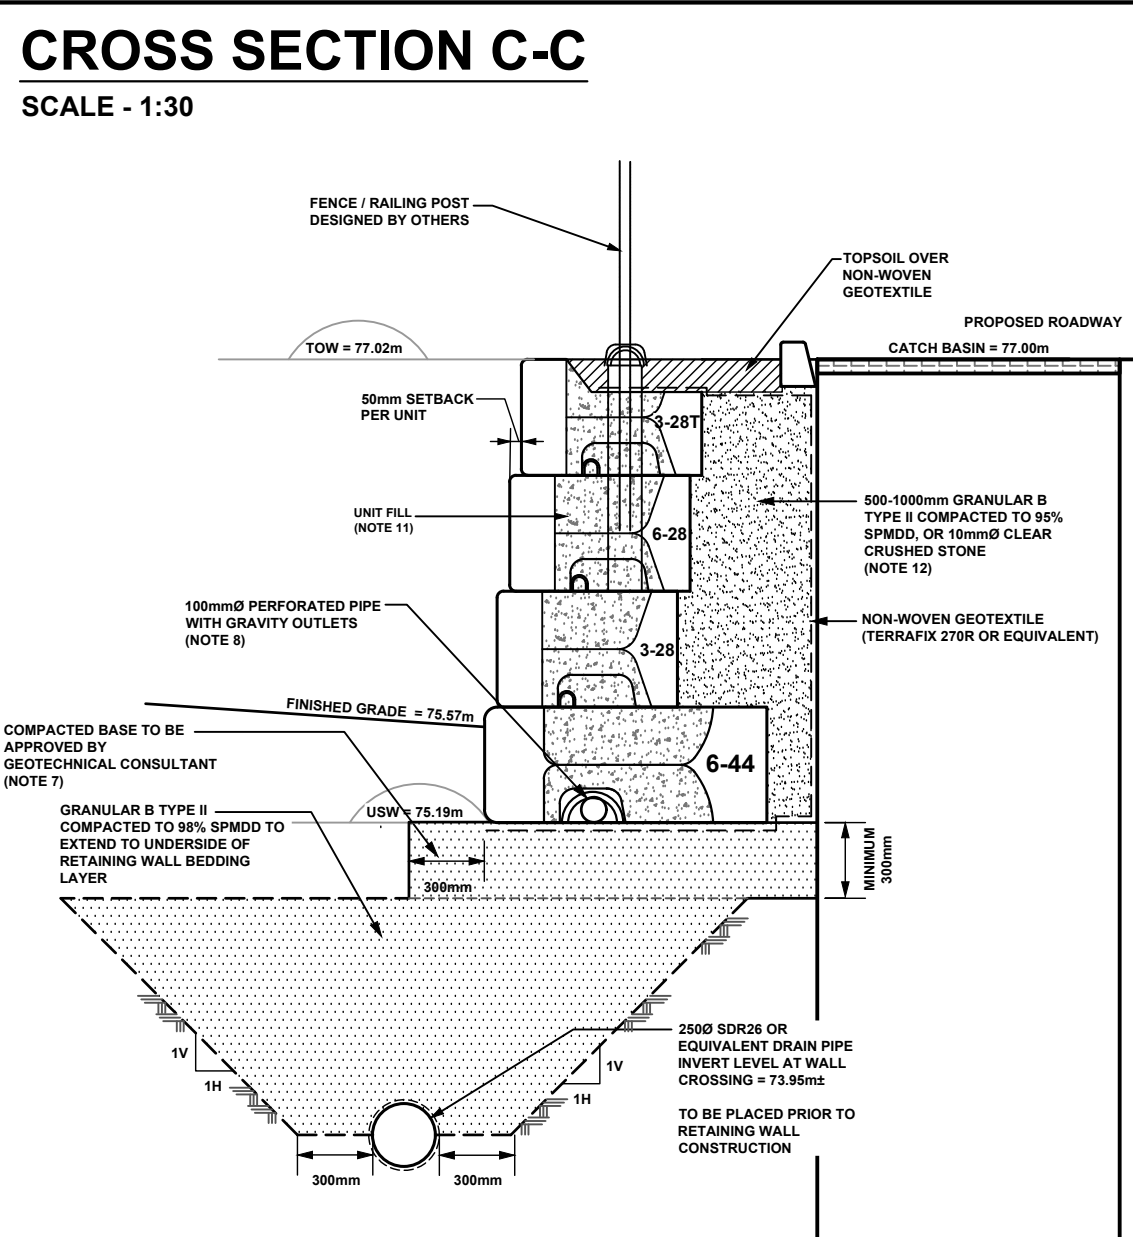 CROSS SECTION C-C
SCALE - 1:30
FENCE / RAILING POST
DESIGNED BY OTHERS
TOPSOIL OVER
NON-WOVEN
GEOTEXTILE
PROPOSED ROADWAY
TOW = 77.02m
CATCH BASIN = 77.00m
50mm SETBACK
PER UNIT
3-28T
UNIT FILL
(NOTE 11)
6-28
500-1000mm GRANULAR B
TYPE II COMPACTED TO 95%
SPMDD, OR 10mmØ CLEAR
CRUSHED STONE
(NOTE 12)
100mmØ PERFORATED PIPE
WITH GRAVITY OUTLETS
(NOTE 8)
3-28
NON-WOVEN GEOTEXTILE
(TERRAFIX 270R OR EQUIVALENT)
FINISHED GRADE = 75.57m
COMPACTED BASE TO BE
APPROVED BY
GEOTECHNICAL CONSULTANT
(NOTE 7)
6-44
USW = 75.19m
GRANULAR B TYPE II
COMPACTED TO 98% SPMDD TO
EXTEND TO UNDERSIDE OF
RETAINING WALL BEDDING
LAYER
300mm
MINIMUM
300mm
250Ø SDR26 OR
EQUIVALENT DRAIN PIPE
INVERT LEVEL AT WALL
CROSSING = 73.95m±
TO BE PLACED PRIOR TO
RETAINING WALL
CONSTRUCTION
1V
1H
1V
1H
300mm
300mm